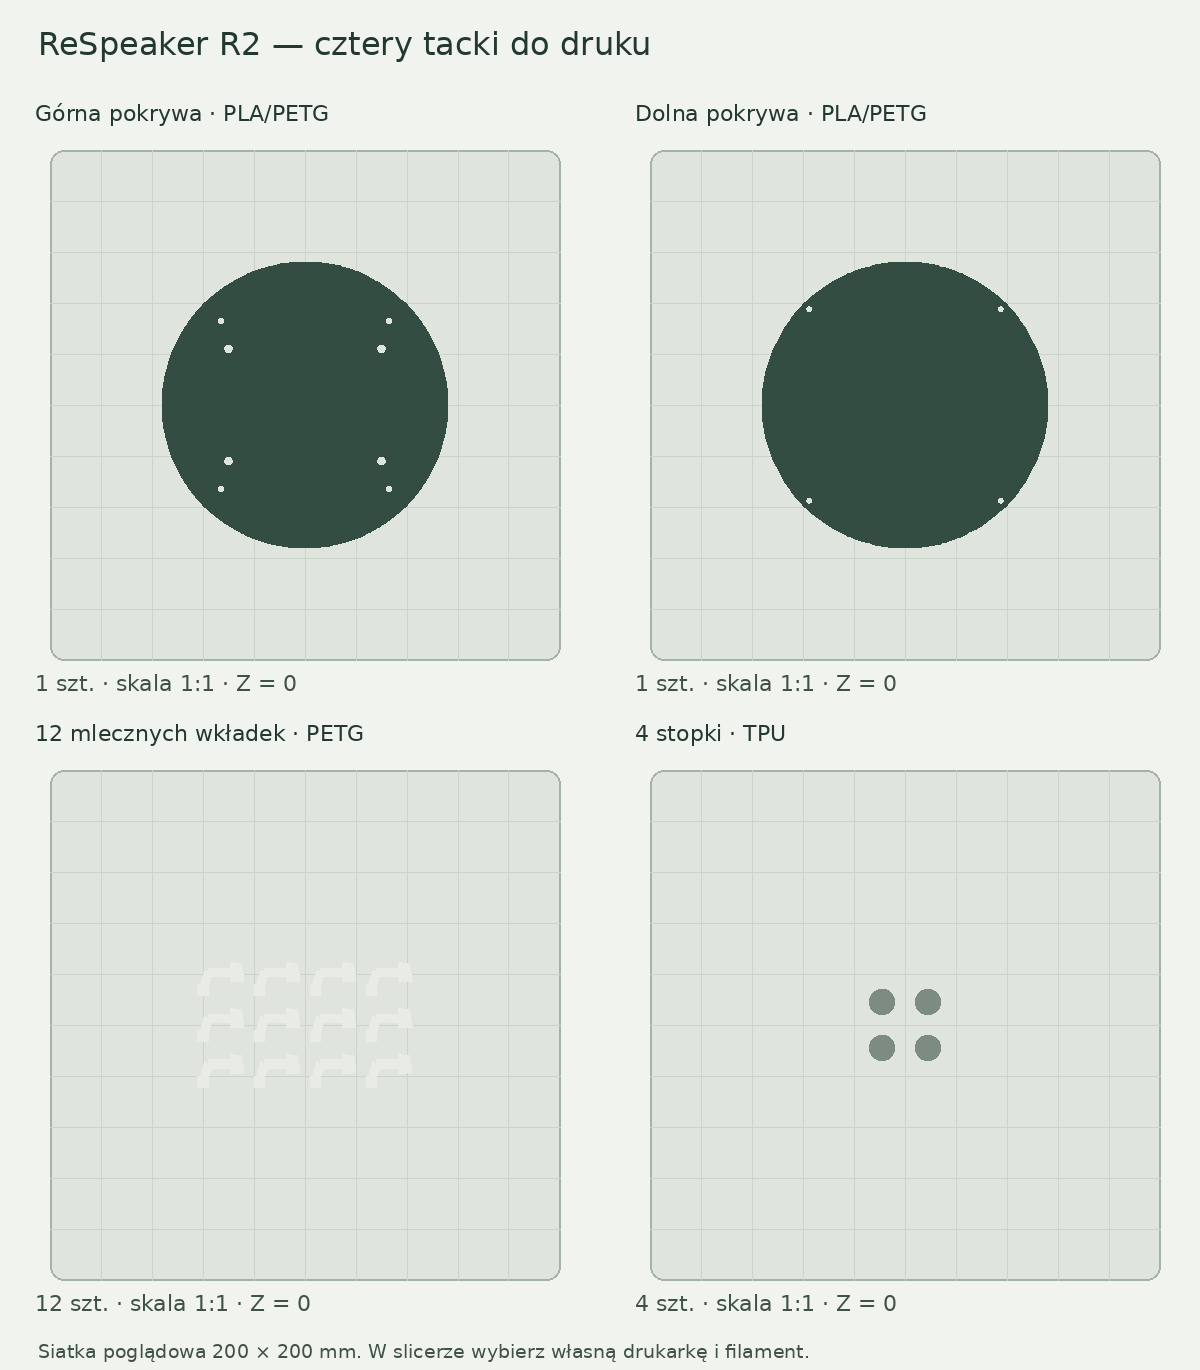 ReSpeaker R2 — cztery tacki do druku
Górna pokrywa · PLA/PETG
Dolna pokrywa · PLA/PETG
1 szt. · skala 1:1 · Z = 0
1 szt. · skala 1:1 · Z = 0
12 mlecznych wkładek · PETG
4 stopki · TPU
12 szt. · skala 1:1 · Z = 0
4 szt. · skala 1:1 · Z = 0
Siatka poglądowa 200 × 200 mm. W slicerze wybierz własną drukarkę i filament.